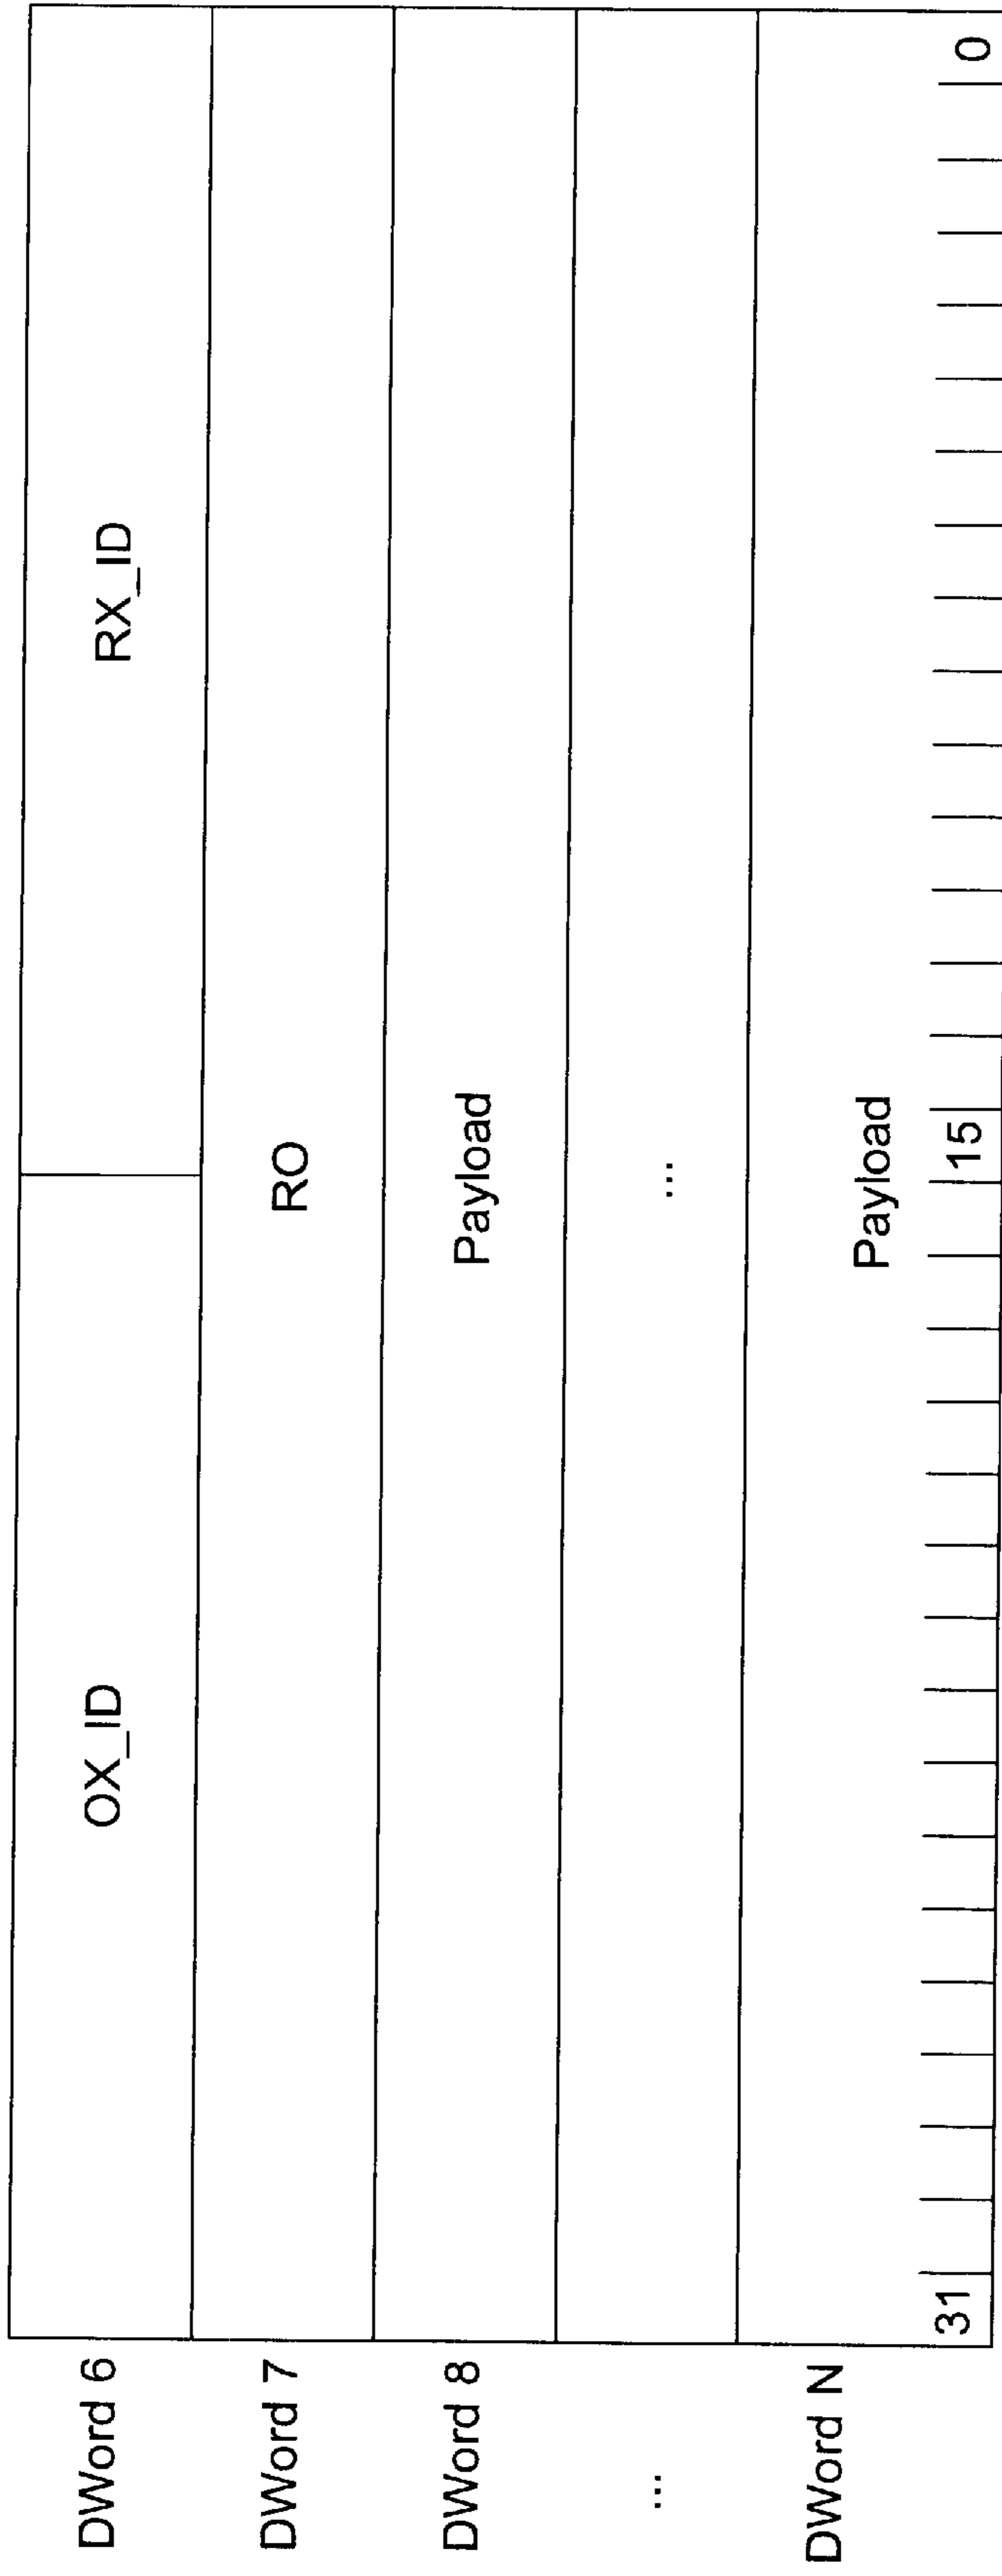 DWord 6 OX_ID RX_ID
DWord 7 RO
DWord 8 Payload
... ...
DWord N Payload
31 15 0